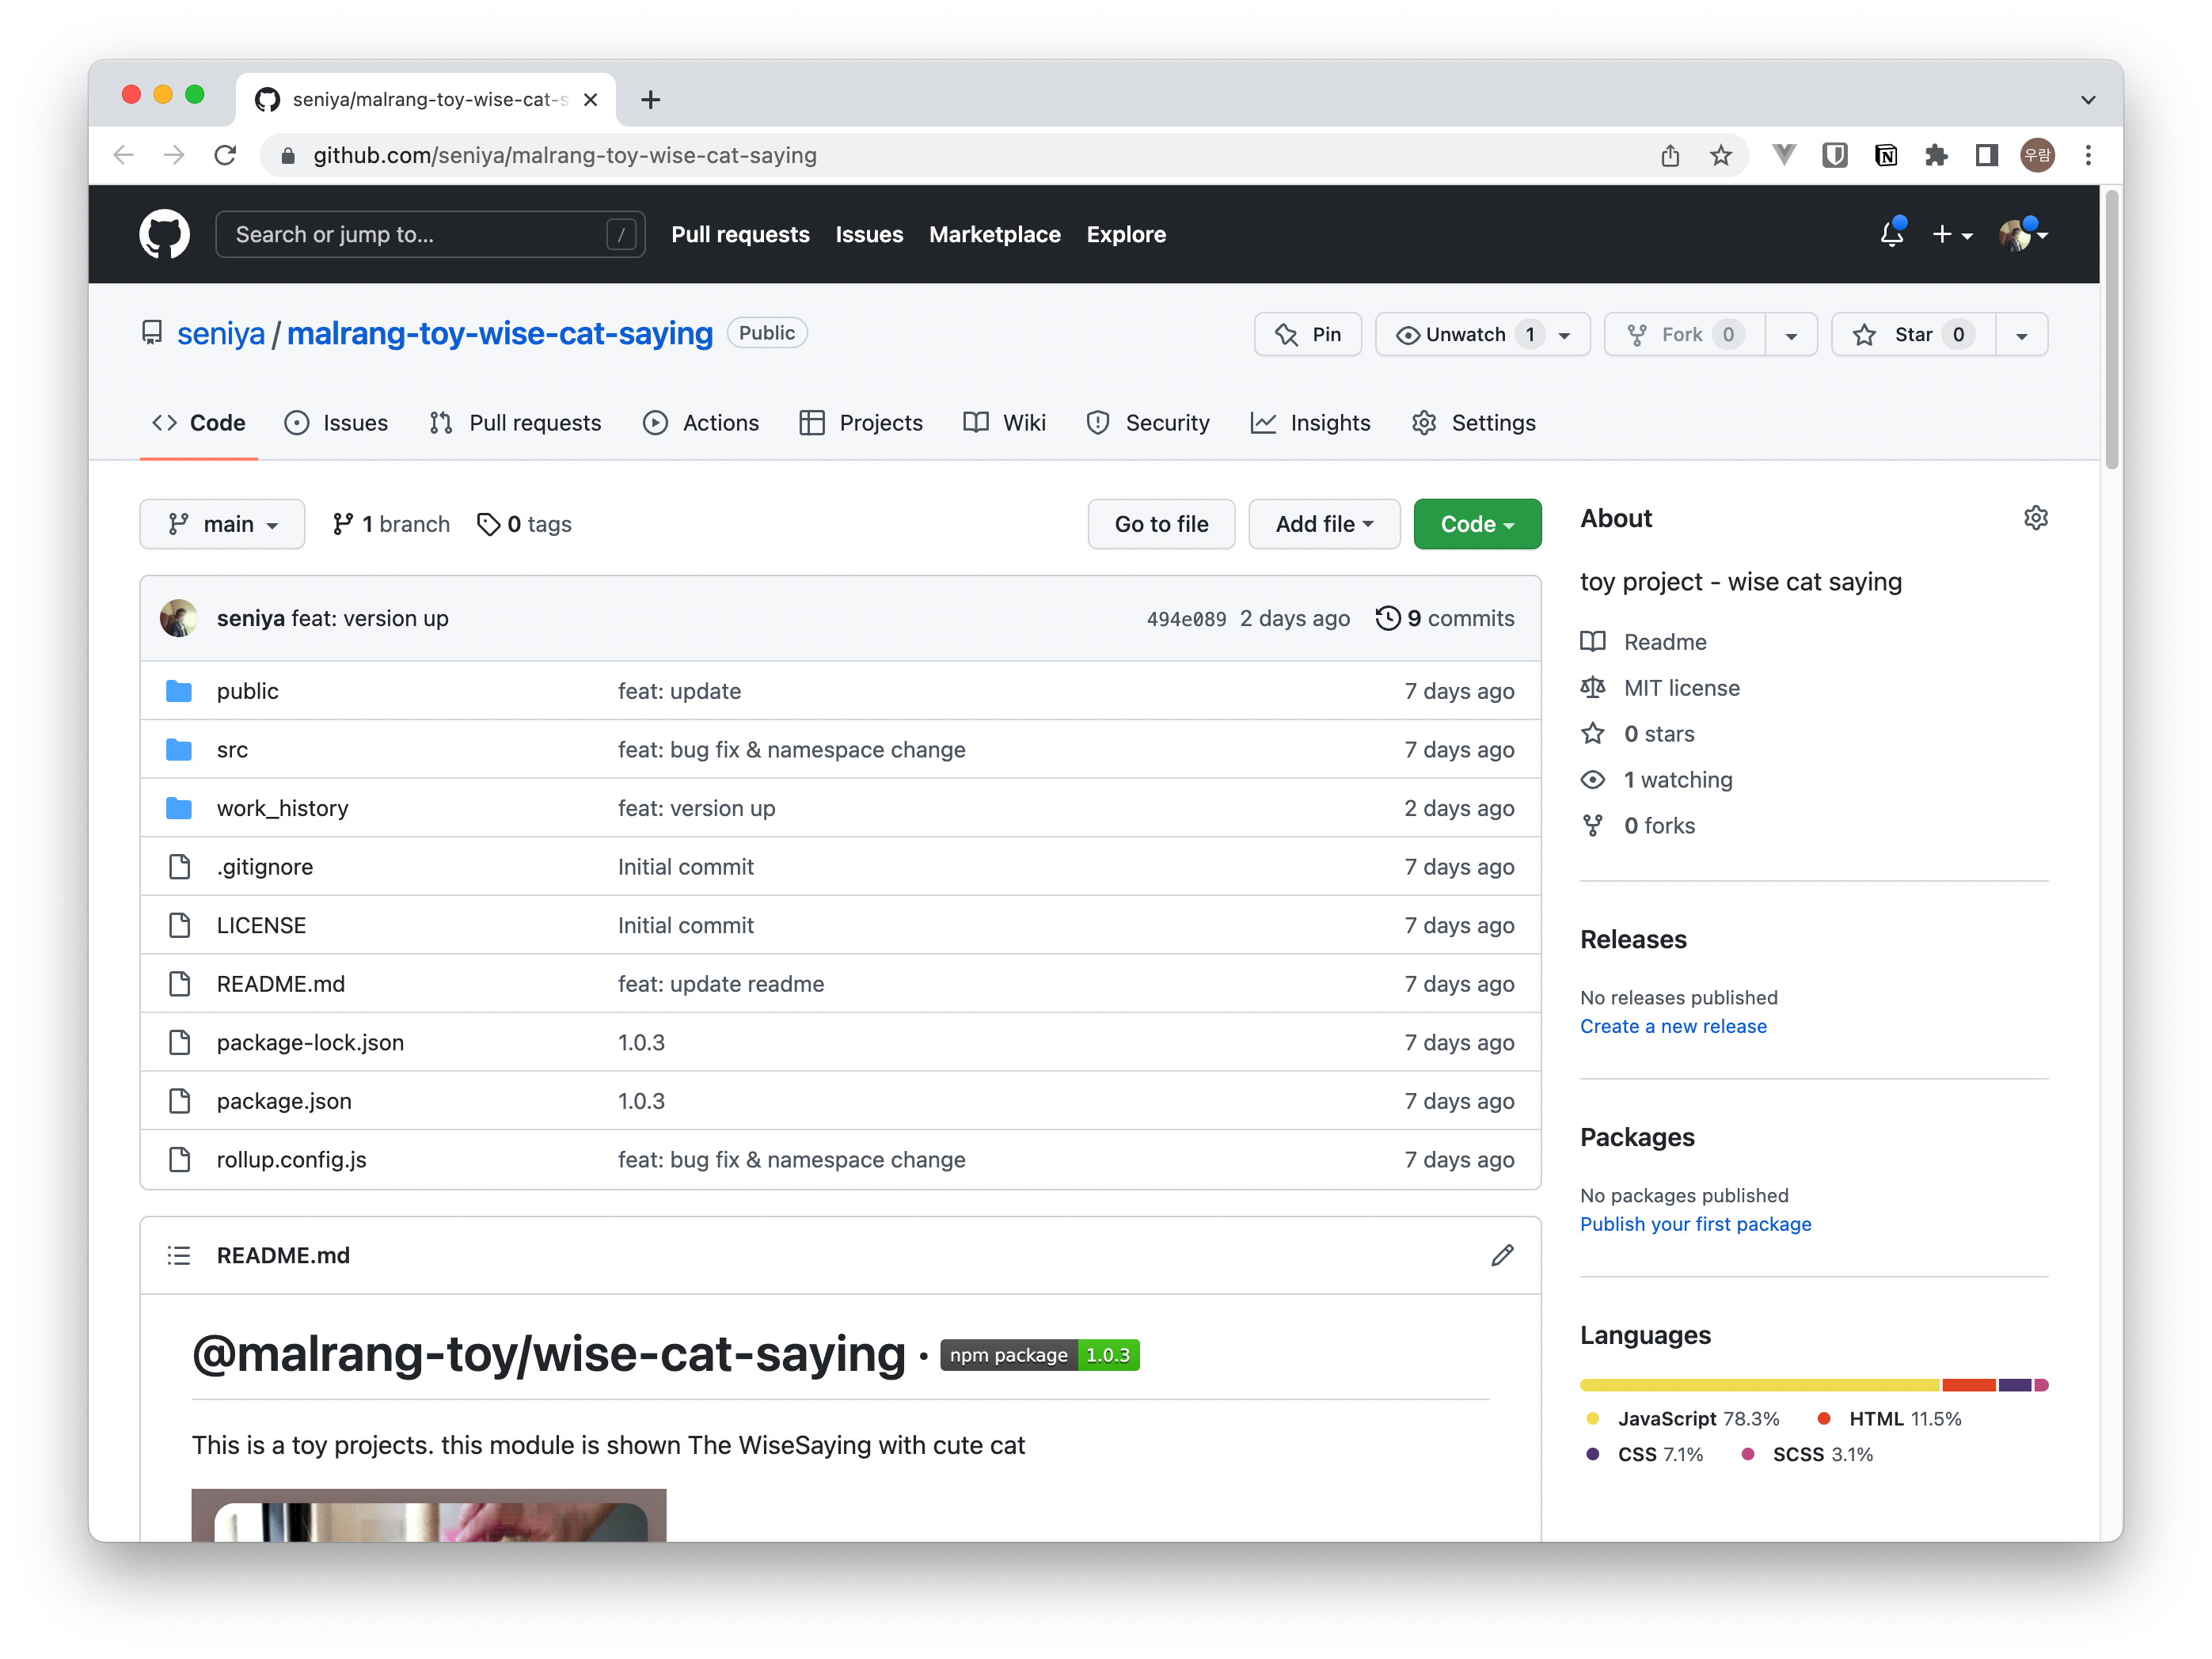 seniya/malrang-toy-wise-cat-s
github.com/seniya/malrang-toy-wise-cat-saying
우람
Search or jump to... /
Pull requests Issues Marketplace Explore
seniya / malrang-toy-wise-cat-saying Public
Pin Unwatch 1 Fork 0 Star 0
Code Issues Pull requests Actions Projects Wiki Security Insights Settings
main 1 branch 0 tags Go to file Add file Code
seniya feat: version up 494e089 2 days ago 9 commits
public feat: update 7 days ago
src feat: bug fix & namespace change 7 days ago
work_history feat: version up 2 days ago
.gitignore Initial commit 7 days ago
LICENSE Initial commit 7 days ago
README.md feat: update readme 7 days ago
package-lock.json 1.0.3 7 days ago
package.json 1.0.3 7 days ago
rollup.config.js feat: bug fix & namespace change 7 days ago
README.md
@malrang-toy/wise-cat-saying · npm package 1.0.3
This is a toy projects. this module is shown The WiseSaying with cute cat
About
toy project - wise cat saying
Readme
MIT license
0 stars
1 watching
0 forks
Releases
No releases published
Create a new release
Packages
No packages published
Publish your first package
Languages
JavaScript 78.3% HTML 11.5%
CSS 7.1% SCSS 3.1%